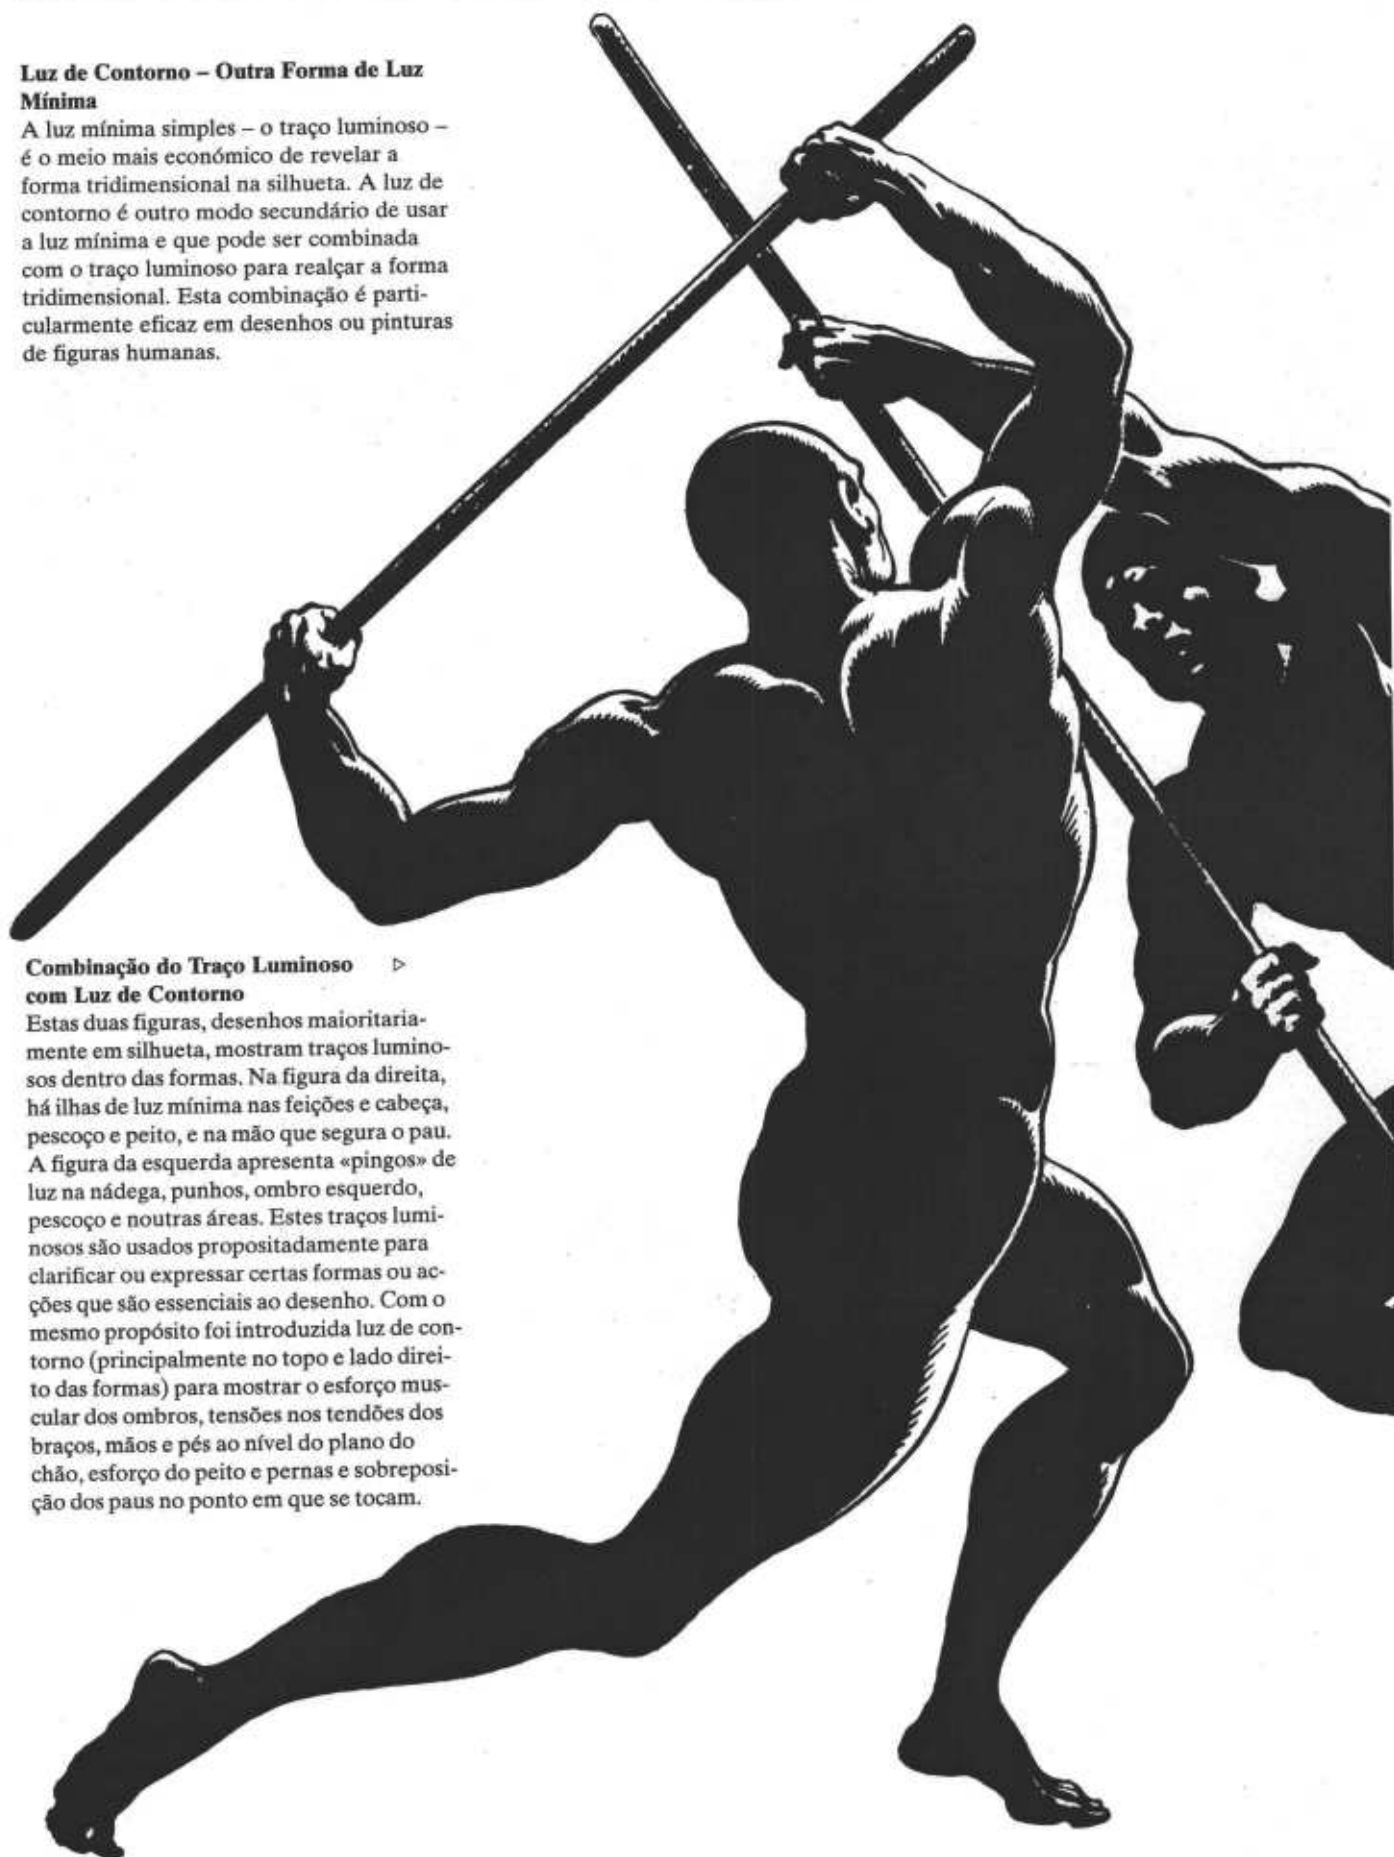 Luz de Contorno – Outra Forma de Luz
Mínima
A luz mínima simples – o traço luminoso –
é o meio mais económico de revelar a
forma tridimensional na silhueta. A luz de
contorno é outro modo secundário de usar
a luz mínima e que pode ser combinada
com o traço luminoso para realçar a forma
tridimensional. Esta combinação é parti-
cularmente eficaz em desenhos ou pinturas
de figuras humanas.
Combinação do Traço Luminoso ▷
com Luz de Contorno
Estas duas figuras, desenhos maioritaria-
mente em silhueta, mostram traços lumino-
sos dentro das formas. Na figura da direita,
há ilhas de luz mínima nas feições e cabeça,
pescoço e peito, e na mão que segura o pau.
A figura da esquerda apresenta «pingos» de
luz na nádega, punhos, ombro esquerdo,
pescoço e noutras áreas. Estes traços lumi-
nosos são usados propositadamente para
clarificar ou expressar certas formas ou ac-
ções que são essenciais ao desenho. Com o
mesmo propósito foi introduzida luz de con-
torno (principalmente no topo e lado direi-
to das formas) para mostrar o esforço mus-
cular dos ombros, tensões nos tendões dos
braços, mãos e pés ao nível do plano do
chão, esforço do peito e pernas e sobreposi-
ção dos paus no ponto em que se tocam.